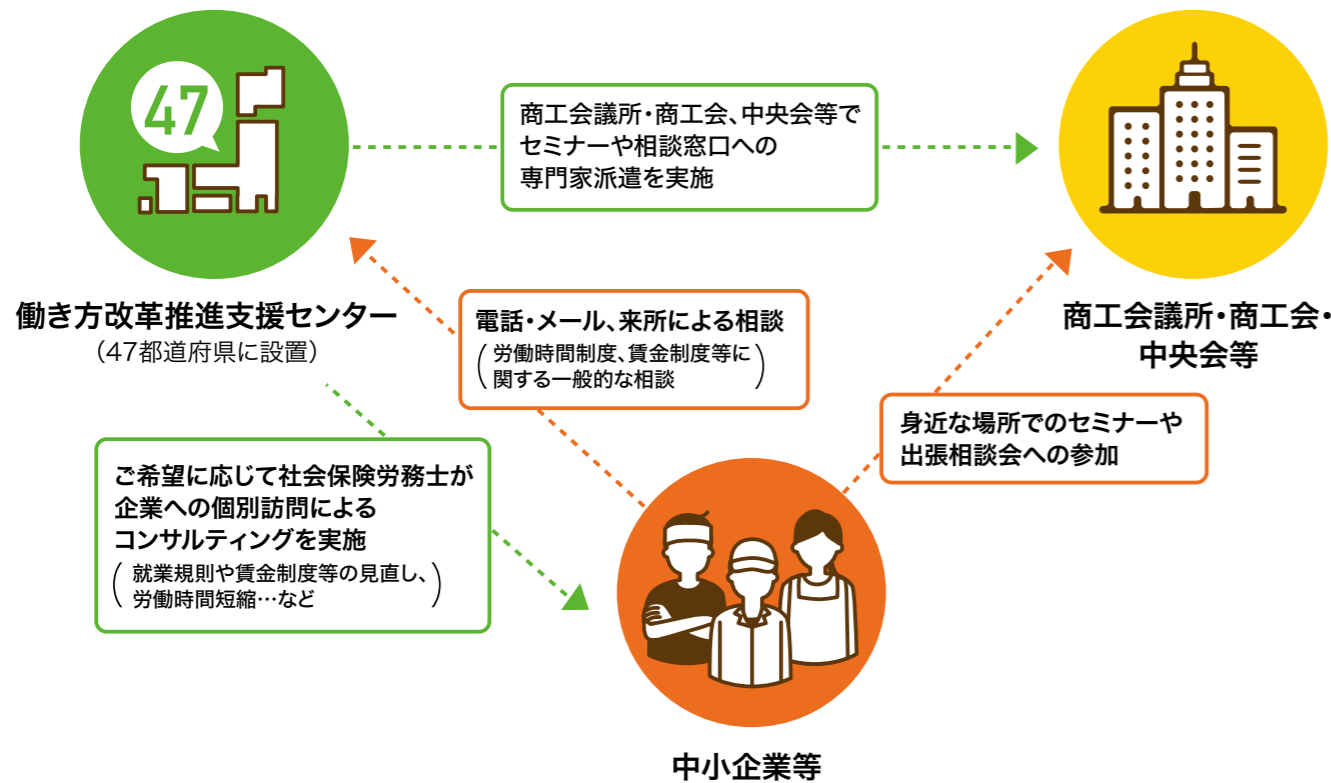 47
商工会議所・商工会、中央会等で
セミナーや相談窓口への
専門家派遣を実施
働き方改革推進支援センター
（47都道府県に設置）
商工会議所・商工会・
中央会等
電話・メール、来所による相談
（労働時間制度、賃金制度等に
関する一般的な相談）
身近な場所でのセミナーや
出張相談会への参加
ご希望に応じて社会保険労務士が
企業への個別訪問による
コンサルティングを実施
（就業規則や賃金制度等の見直し、
労働時間短縮…など）
中小企業等